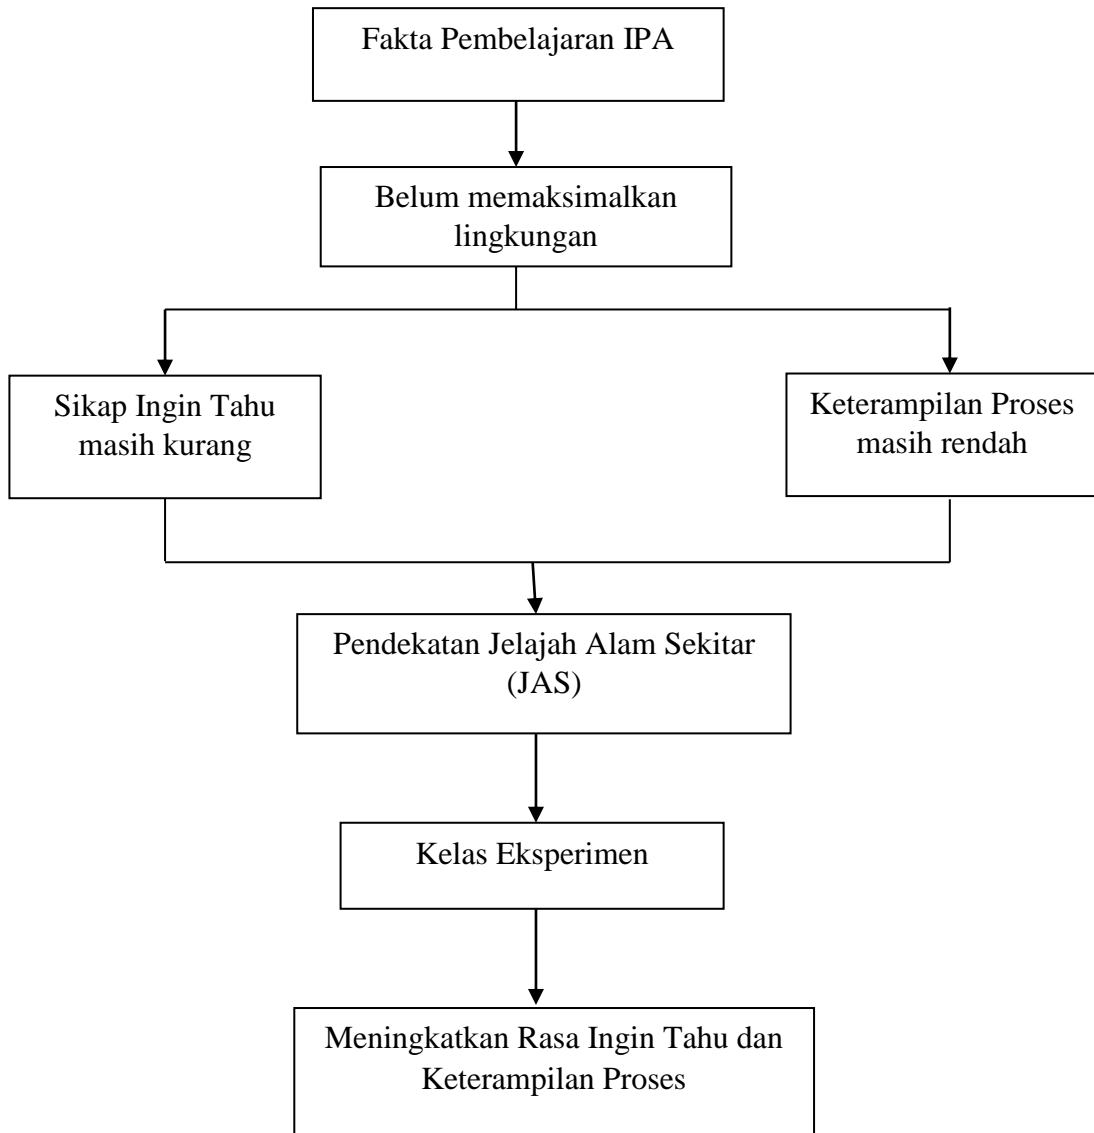 Fakta Pembelajaran IPA
Belum memaksimalkan
lingkungan
Sikap Ingin Tahu
masih kurang
Keterampilan Proses
masih rendah
Pendekatan Jelajah Alam Sekitar
(JAS)
Kelas Eksperimen
Meningkatkan Rasa Ingin Tahu dan
Keterampilan Proses